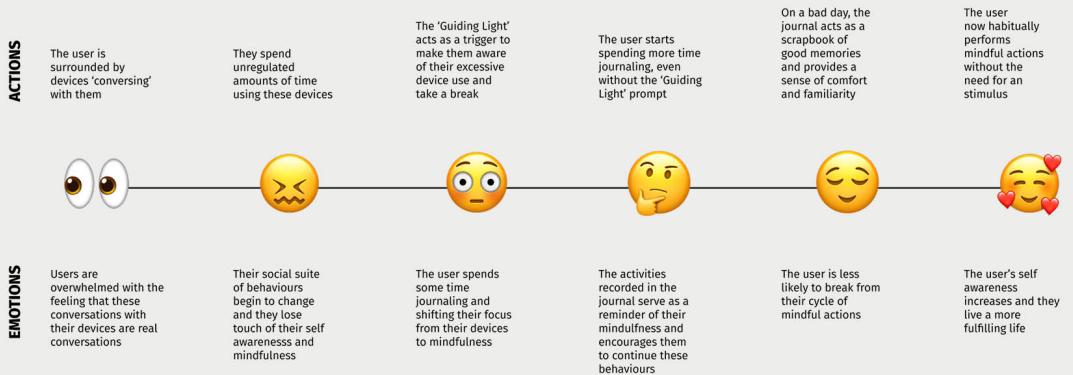 ACTIONS
The user is
surrounded by
devices ‘conversing’
with them
They spend
unregulated
amounts of time
using these devices
The ‘Guiding Light’
acts as a trigger to
make them aware
of their excessive
device use and
take a break
The user starts
spending more time
journaling, even
without the ‘Guiding
Light’ prompt
On a bad day, the
journal acts as a
scrapbook of
good memories
and provides a
sense of comfort
and familiarity
The user
now habitually
performs
mindful actions
without the
need for an
stimulus
EMOTIONS
Users are
overwhelmed with the
feeling that these
conversations with
their devices are real
conversations
Their social suite
of behaviours
begin to change
and they lose
touch of their self
awarenesss and
mindfulness
The user spends
some time
journaling and
shifting their focus
from their devices
to mindfulness
The activities
recorded in the
journal serve as a
reminder of their
mindulfness and
encourages them
to continue these
behaviours
The user is less
likely to break from
their cycle of
mindful actions
The user’s self
awareness
increases and they
live a more
fulfilling life